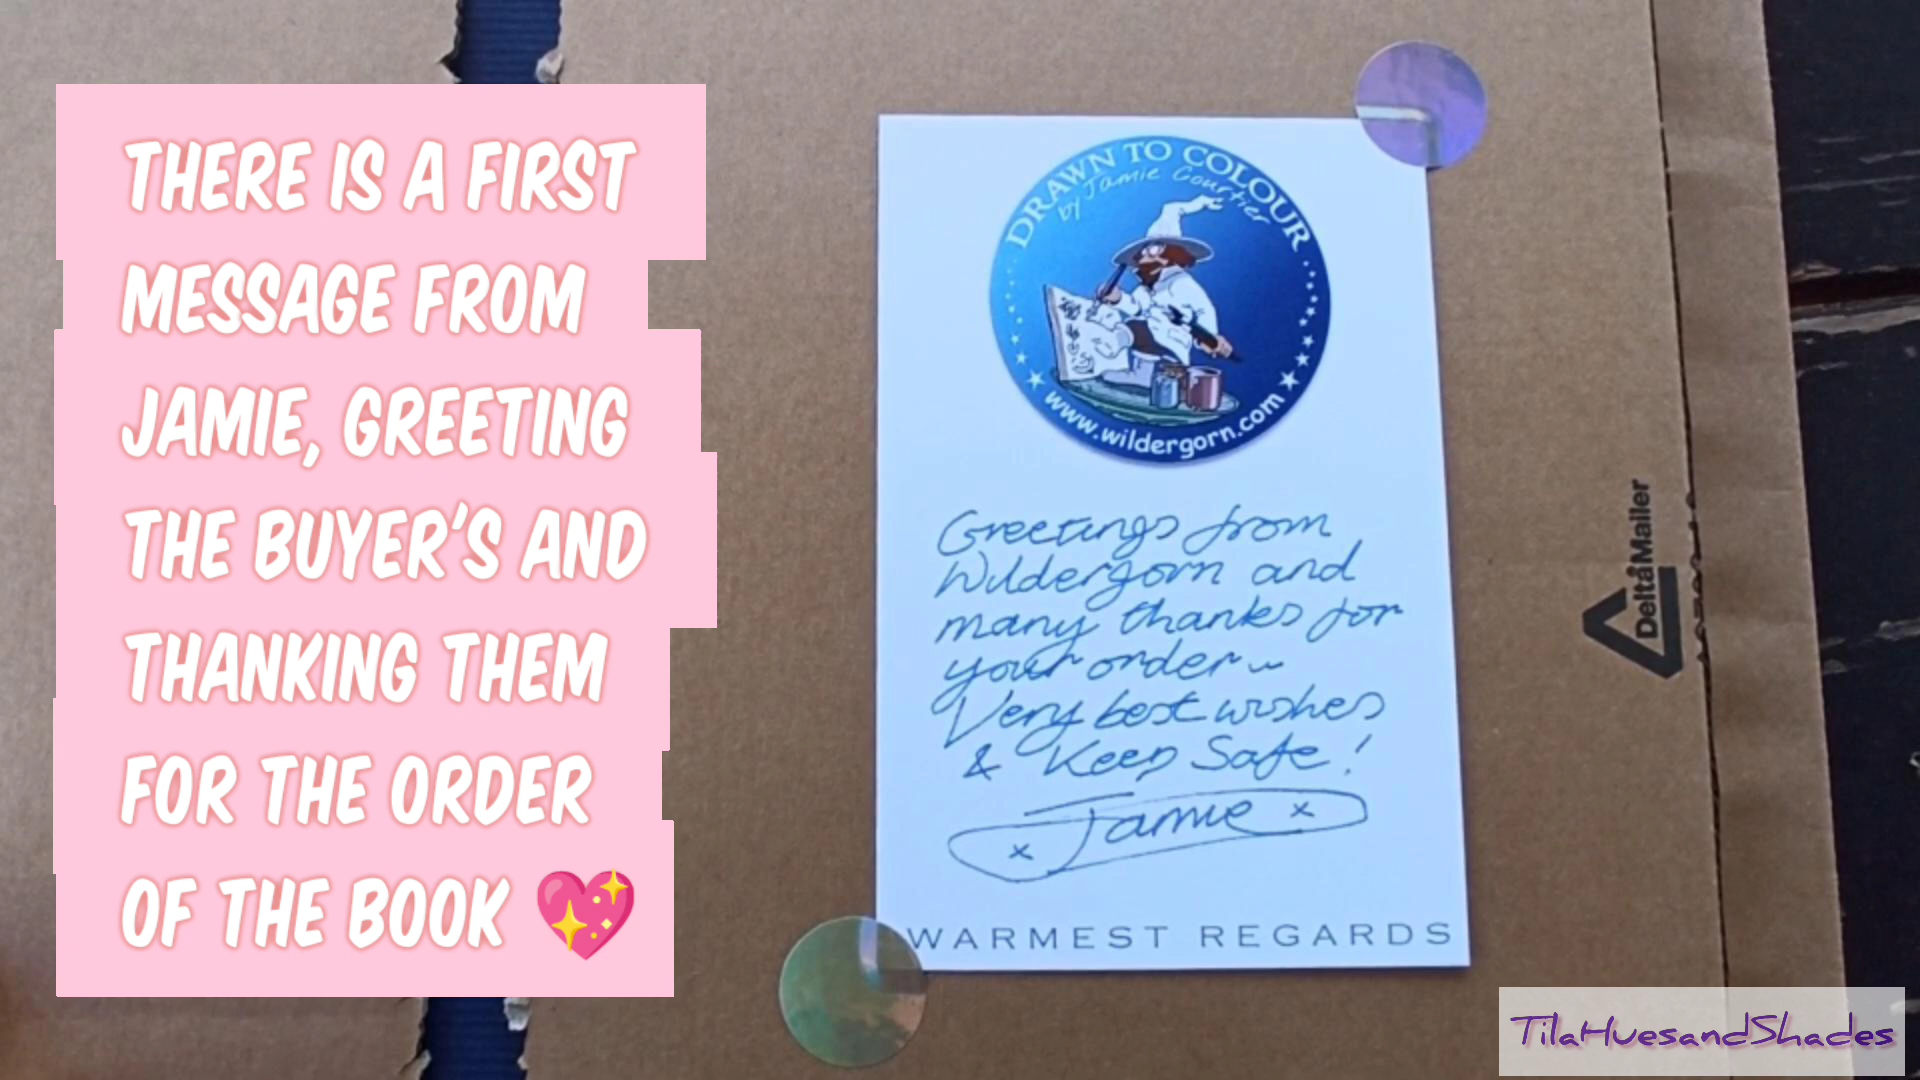 THERE IS A FIRST
MESSAGE FROM
JAMIE, GREETING
THE BUYER'S AND
THANKING THEM
FOR THE ORDER
OF THE BOOK 💖
DRAWN TO COLOUR
by Jamie Courtier
www.wildergorn.com
Greetings from
Wildergorn and
many thanks for
your order~
Very best wishes
& Keep Safe!
x Jamie x
WARMEST REGARDS
DeltaMailer
TilaHuesandShades